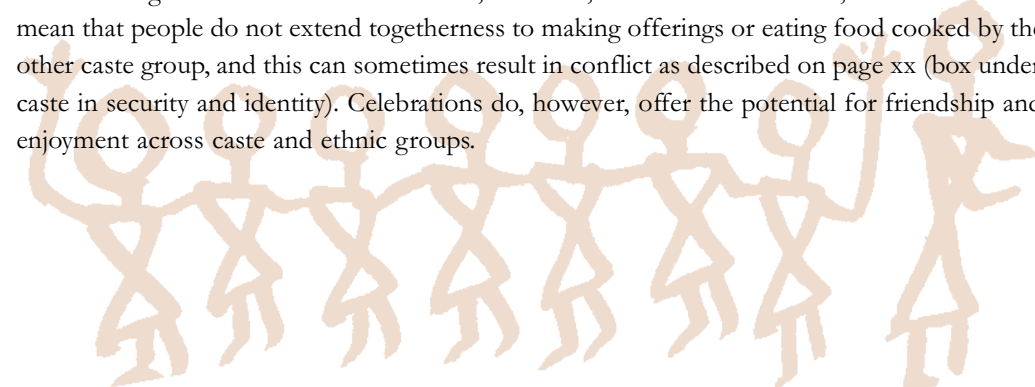 mean that people do not extend togetherness to making offerings or eating food cooked by the
other caste group, and this can sometimes result in conflict as described on page xx (box under
caste in security and identity). Celebrations do, however, offer the potential for friendship and
enjoyment across caste and ethnic groups.